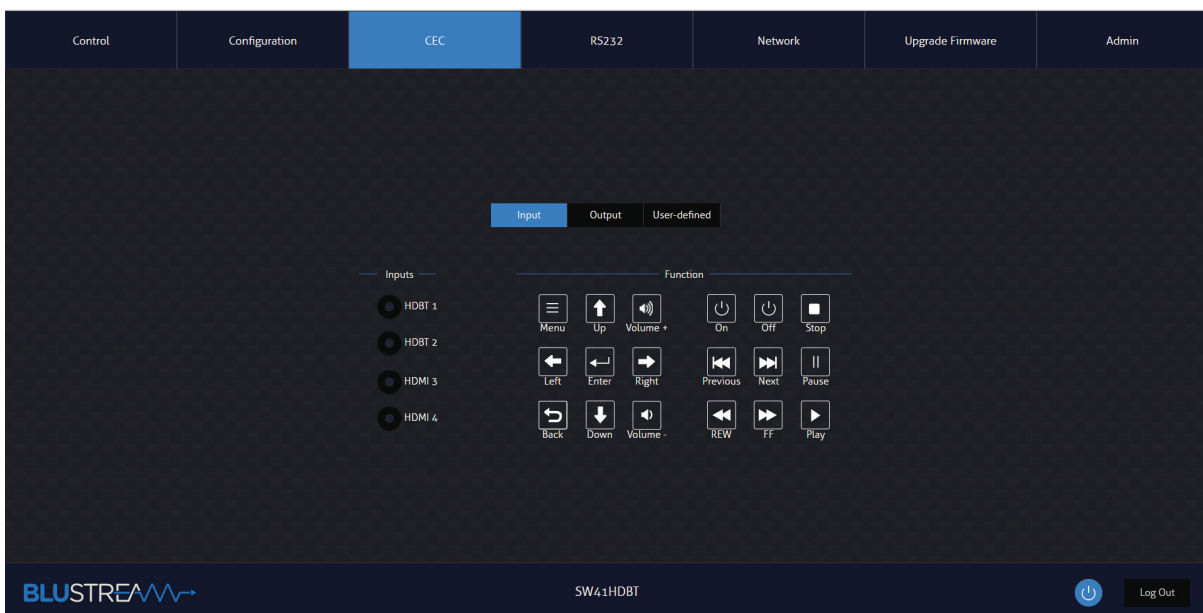 Control Configuration CEC RS232 Network Upgrade Firmware Admin
Input Output User-defined
Inputs Function
HDBT 1
HDBT 2
HDMI 3
HDMI 4
Menu Up Volume + On Off Stop
Left Enter Right Previous Next Pause
Back Down Volume - REW FF Play
BLUSTREAM SW41HDBT Log Out